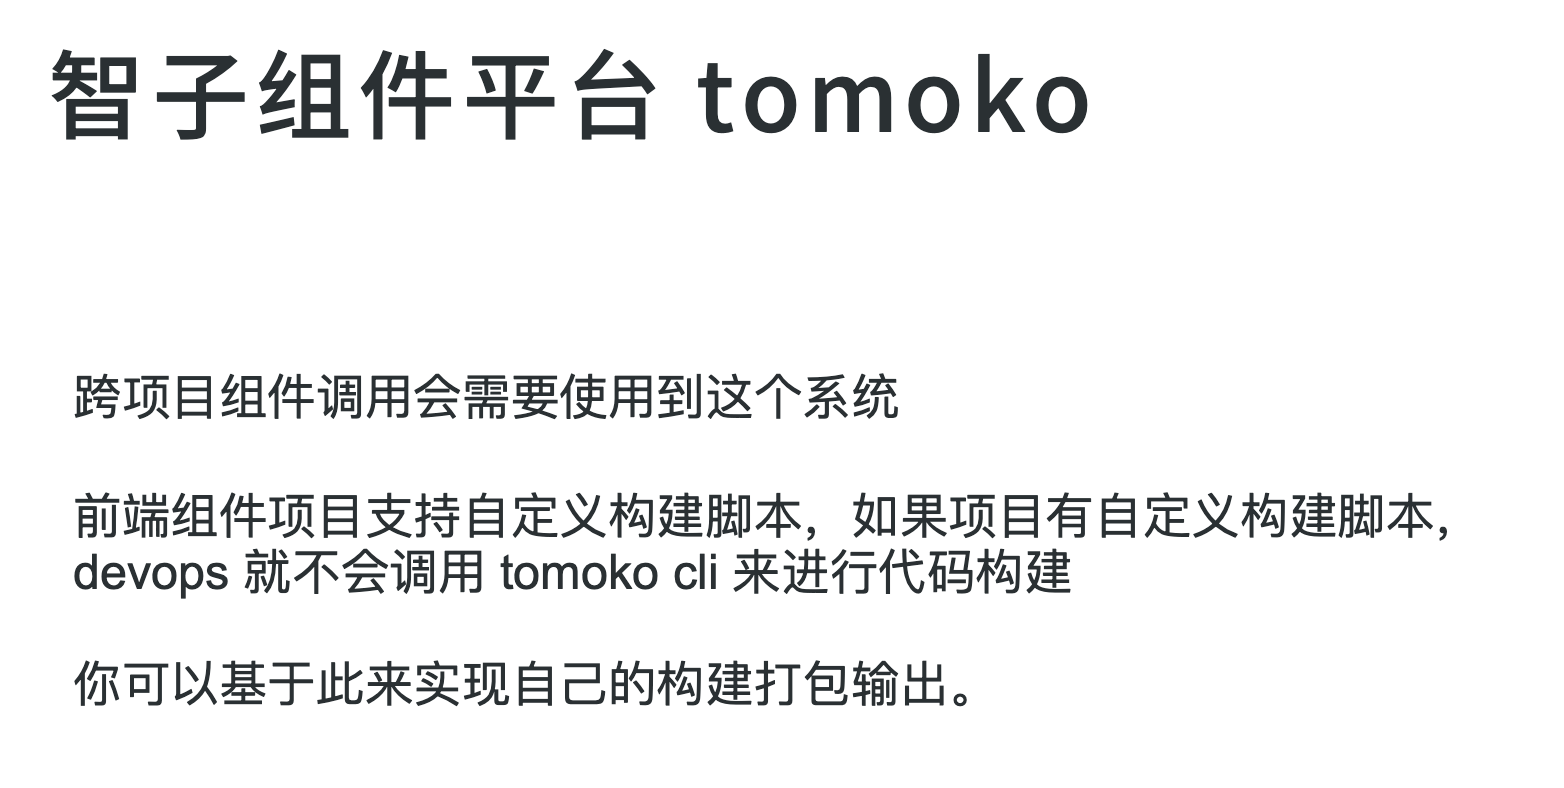 智子组件平台 tomoko
跨项目组件调用会需要使用到这个系统
前端组件项目支持自定义构建脚本，如果项目有自定义构建脚本，
devops 就不会调用 tomoko cli 来进行代码构建
你可以基于此来实现自己的构建打包输出。